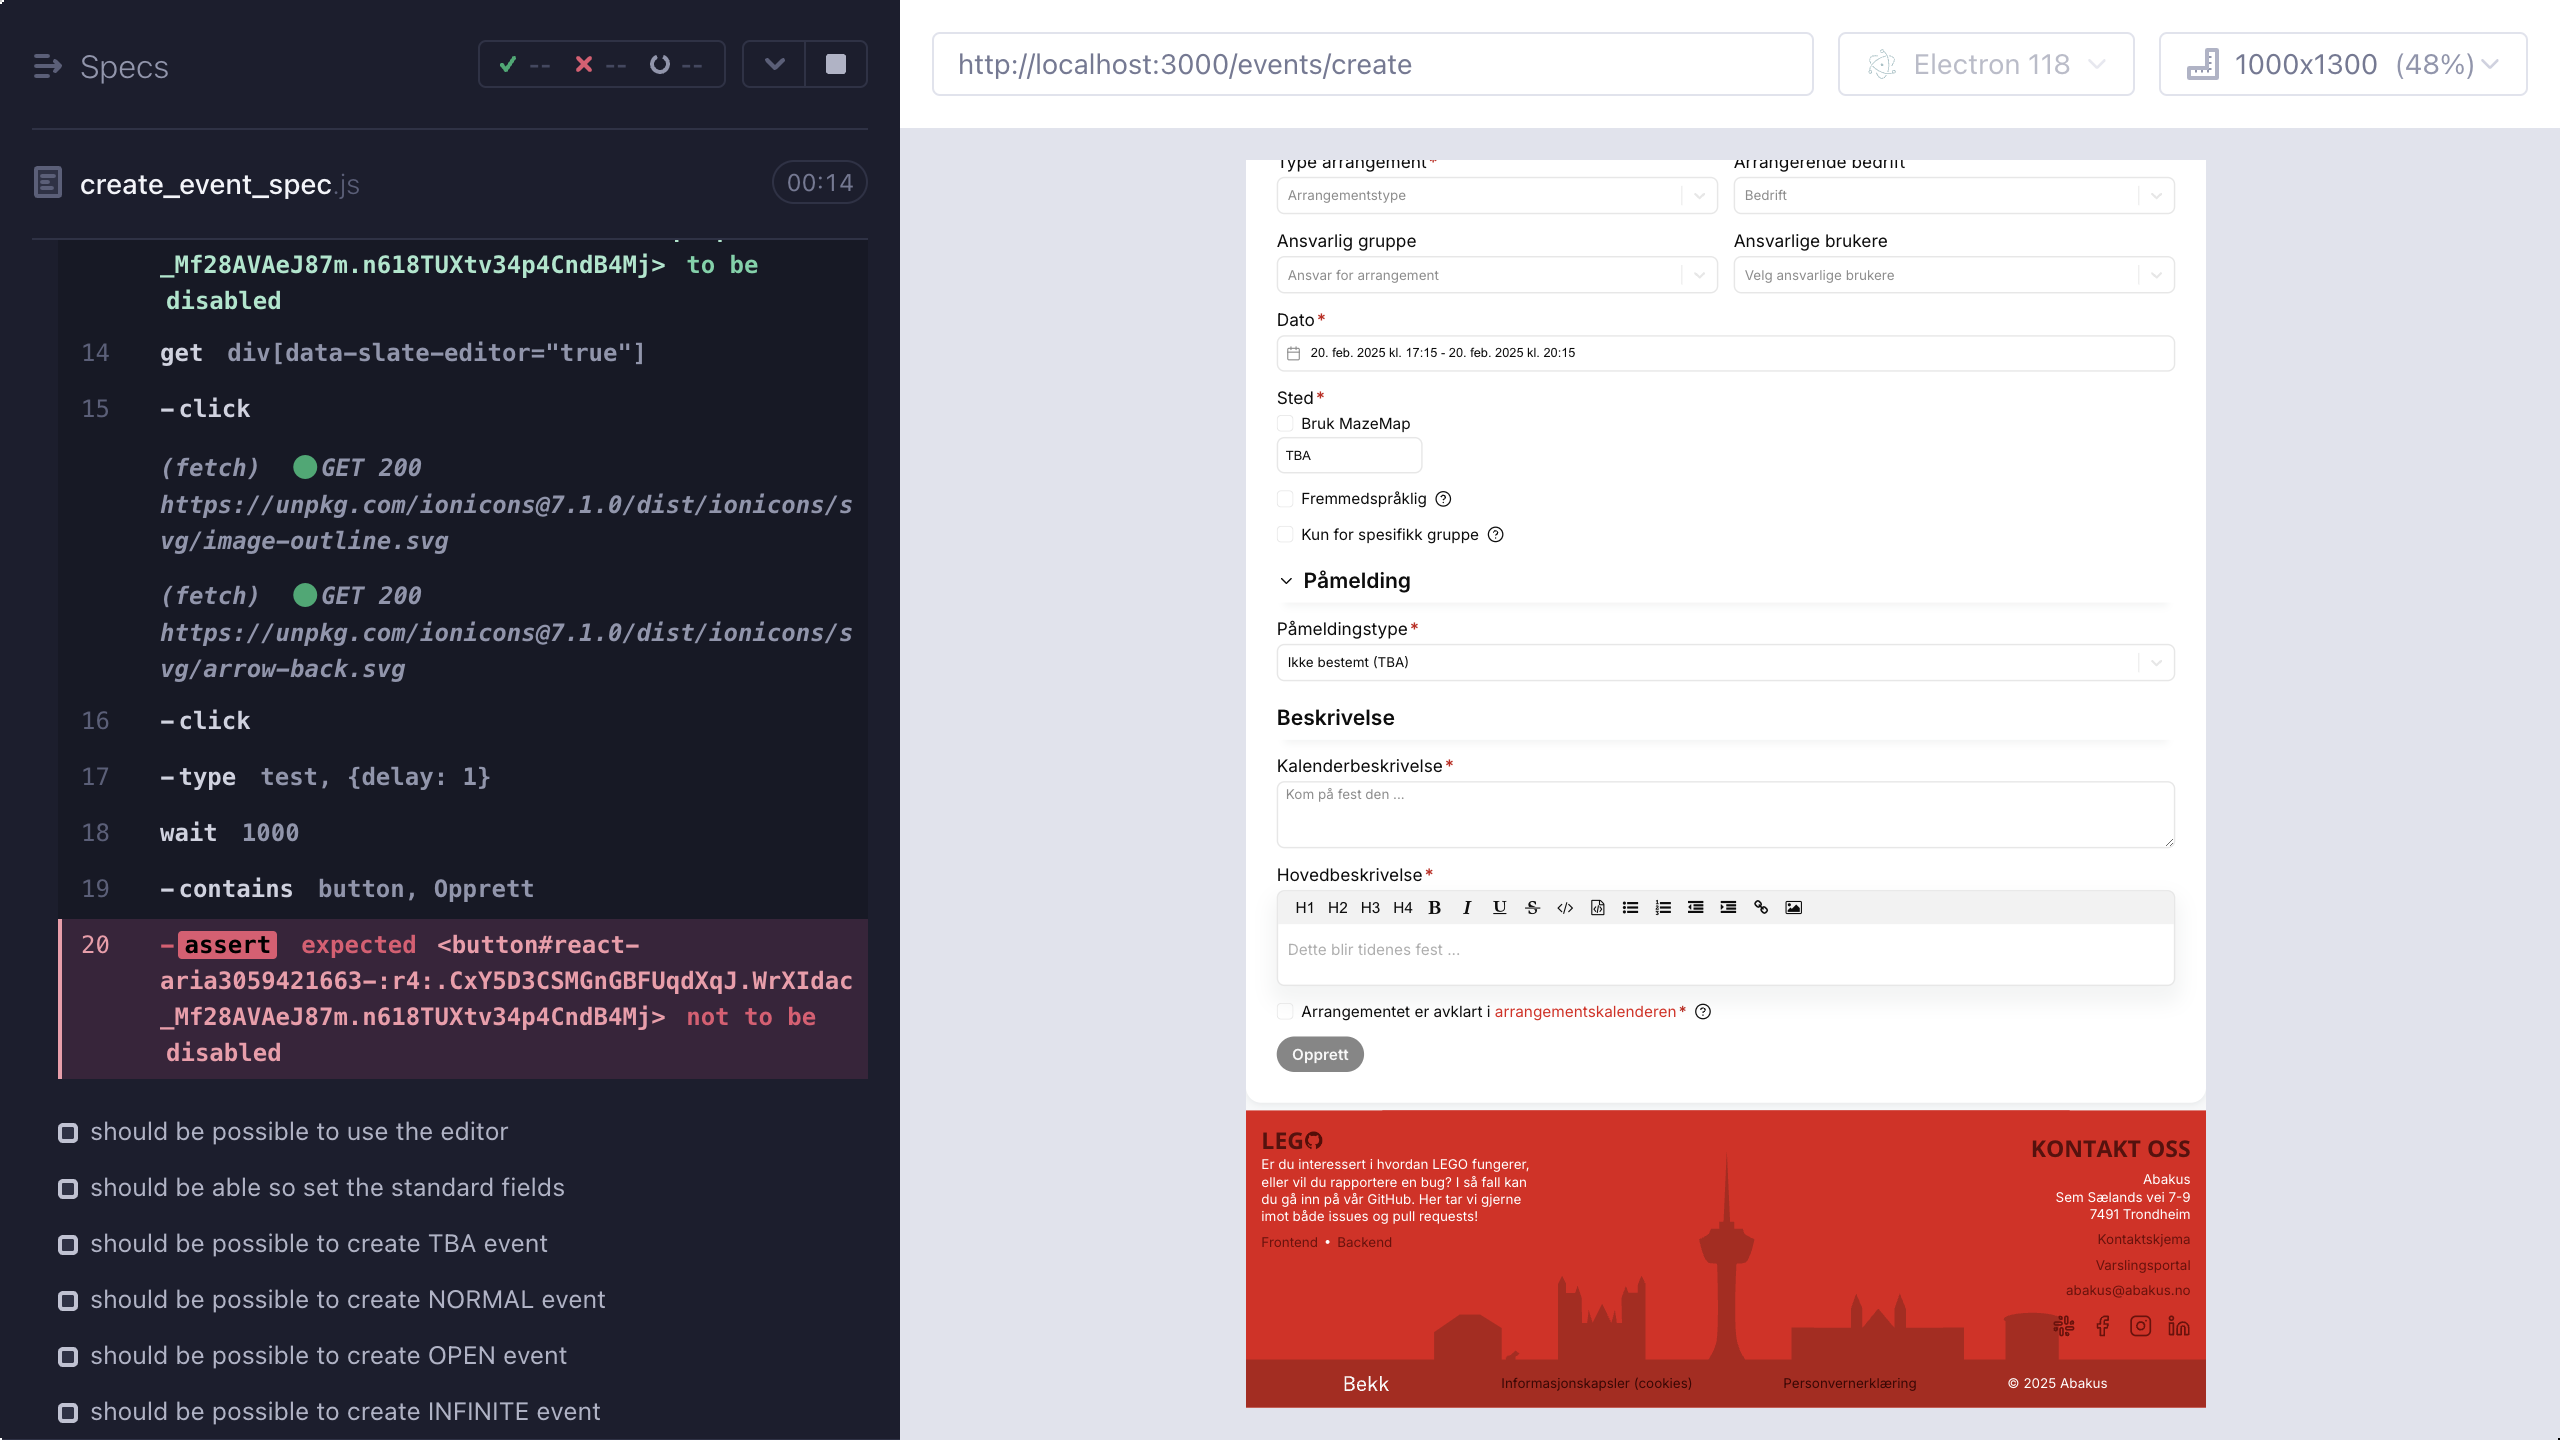 Specs
-- -- --
create_event_spec.js
00:14
_Mf28AVAeJ87m.n618TUXtv34p4CndB4Mj> to be
disabled
14 get div[data-slate-editor="true"]
15 -click
(fetch) GET 200
https://unpkg.com/ionicons@7.1.0/dist/ionicons/s
vg/image-outline.svg
(fetch) GET 200
https://unpkg.com/ionicons@7.1.0/dist/ionicons/s
vg/arrow-back.svg
16 -click
17 -type test, {delay: 1}
18 wait 1000
19 -contains button, Opprett
20 -assert expected <button#react-
aria3059421663-:r4:.CxY5D3CSMGnGBFUqdXqJ.WrXIdac
_Mf28AVAeJ87m.n618TUXtv34p4CndB4Mj> not to be
disabled
should be possible to use the editor
should be able so set the standard fields
should be possible to create TBA event
should be possible to create NORMAL event
should be possible to create OPEN event
should be possible to create INFINITE event
http://localhost:3000/events/create
Electron 118
1000x1300 (48%)
Type arrangement*
Arrangerende bedrift
Arrangementstype
Bedrift
Ansvarlig gruppe
Ansvarlige brukere
Ansvar for arrangement
Velg ansvarlige brukere
Dato*
20. feb. 2025 kl. 17:15 - 20. feb. 2025 kl. 20:15
Sted*
Bruk MazeMap
TBA
Fremmedspråklig
Kun for spesifikk gruppe
Påmelding
Påmeldingstype*
Ikke bestemt (TBA)
Beskrivelse
Kalenderbeskrivelse*
Kom på fest den ...
Hovedbeskrivelse*
H1 H2 H3 H4 B I U S
Dette blir tidenes fest ...
Arrangementet er avklart i arrangementskalenderen*
Opprett
LEGO
Er du interessert i hvordan LEGO fungerer,
eller vil du rapportere en bug? I så fall kan
du gå inn på vår GitHub. Her tar vi gjerne
imot både issues og pull requests!
Frontend • Backend
KONTAKT OSS
Abakus
Sem Sælands vei 7-9
7491 Trondheim
Kontaktskjema
Varslingsportal
abakus@abakus.no
Bekk
Informasjonskapsler (cookies)
Personvernerklæring
© 2025 Abakus